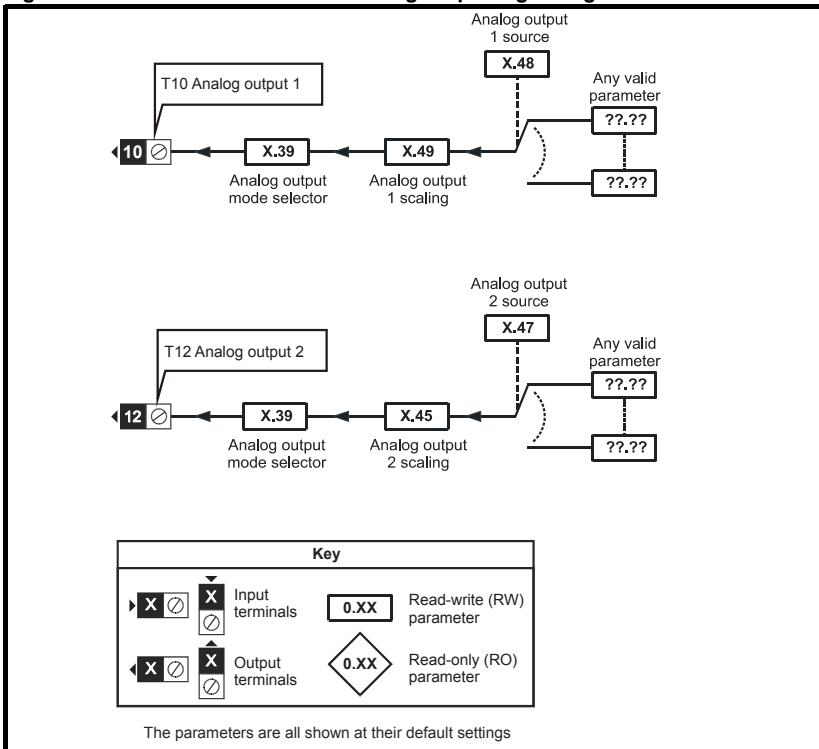 Analog output
1 source
X.48
Any valid
parameter
??.??
??.??
T10 Analog output 1
10
X.39
X.49
Analog output
mode selector
Analog output
1 scaling
Analog output
2 source
X.47
Any valid
parameter
??.??
??.??
T12 Analog output 2
12
X.39
X.45
Analog output
mode selector
Analog output
2 scaling
Key
X
X
Input
terminals
0.XX
Read-write (RW)
parameter
X
X
Output
terminals
0.XX
Read-only (RO)
parameter
The parameters are all shown at their default settings